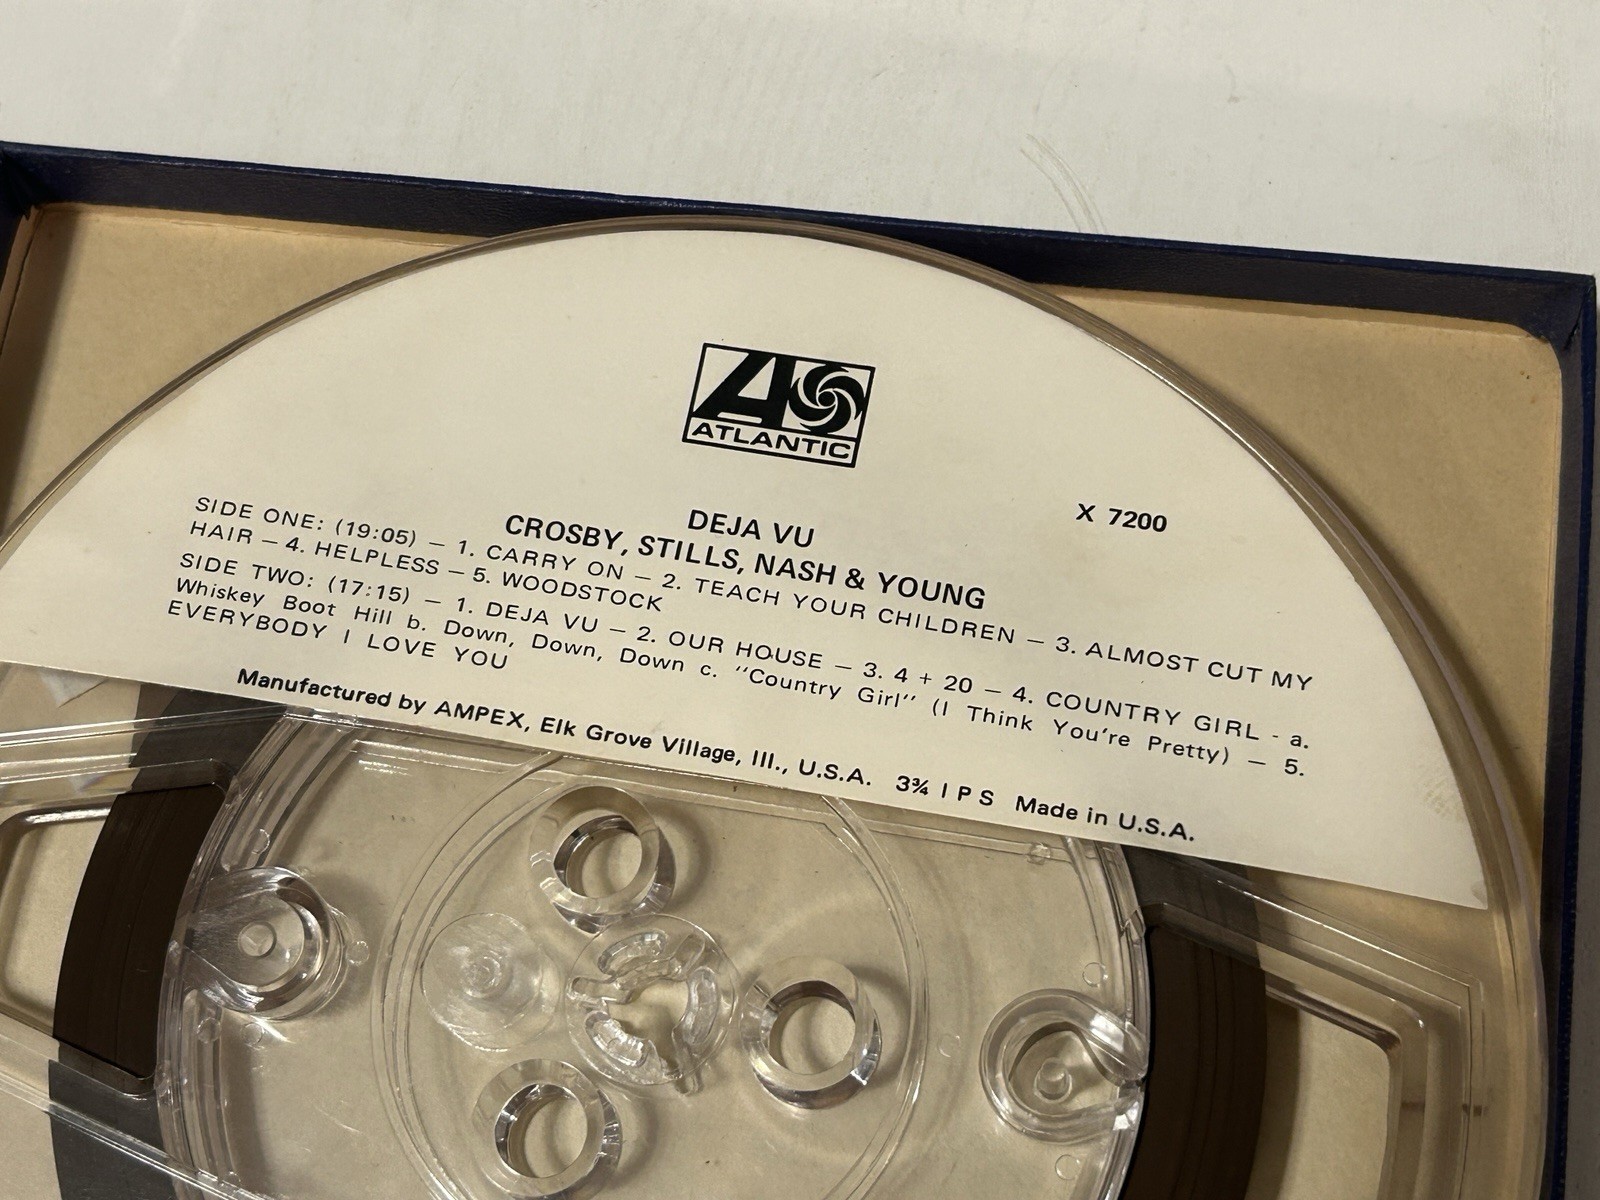 ATLANTIC
DEJA VU
X 7200
CROSBY, STILLS, NASH & YOUNG
SIDE ONE: (19:05) — 1. CARRY ON — 2. TEACH YOUR CHILDREN — 3. ALMOST CUT MY
HAIR — 4. HELPLESS — 5. WOODSTOCK
SIDE TWO: (17:15) — 1. DEJA VU — 2. OUR HOUSE — 3. 4 + 20 — 4. COUNTRY GIRL - a.
Whiskey Boot Hill b. Down, Down, Down c. "Country Girl" (I Think You're Pretty) — 5.
EVERYBODY I LOVE YOU
Manufactured by AMPEX, Elk Grove Village, Ill., U.S.A. 3¾ I P S Made in U.S.A.